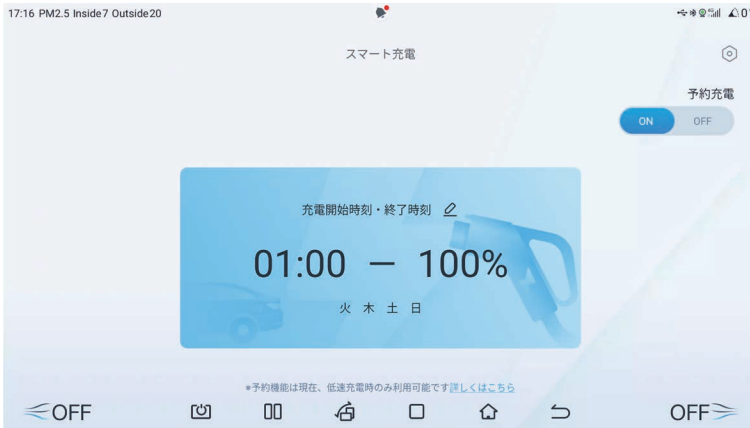 17:16 PM2.5 Inside7 Outside20
スマート充電
予約充電
ON OFF
充電開始時刻・終了時刻
01:00 — 100%
火 木 土 日
*予約機能は現在、低速充電時のみ利用可能です詳しくはこちら
OFF
OFF